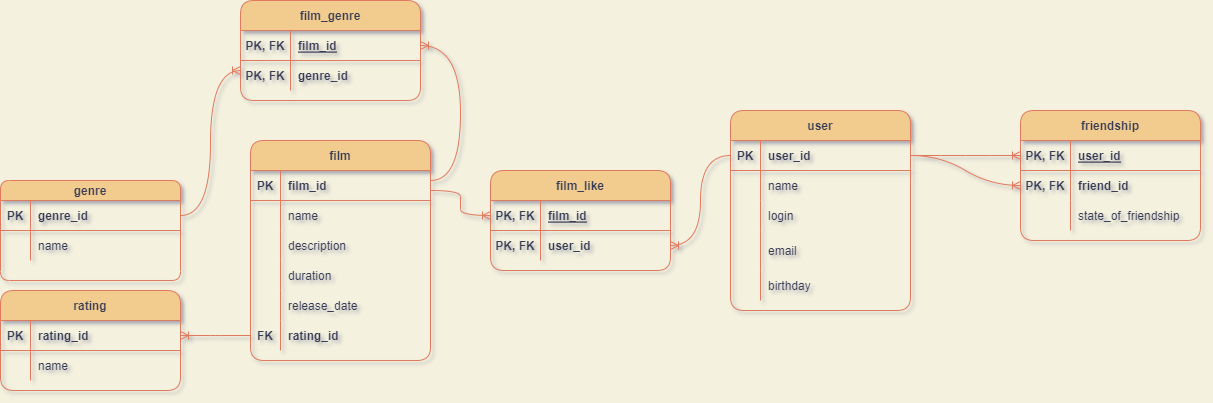 film_genre
PK, FK film_id
PK, FK genre_id
genre
PK genre_id
name
rating
PK rating_id
name
film
PK film_id
name
description
duration
release_date
FK rating_id
film_like
PK, FK film_id
PK, FK user_id
user
PK user_id
name
login
email
birthday
friendship
PK, FK user_id
PK, FK friend_id
state_of_friendship